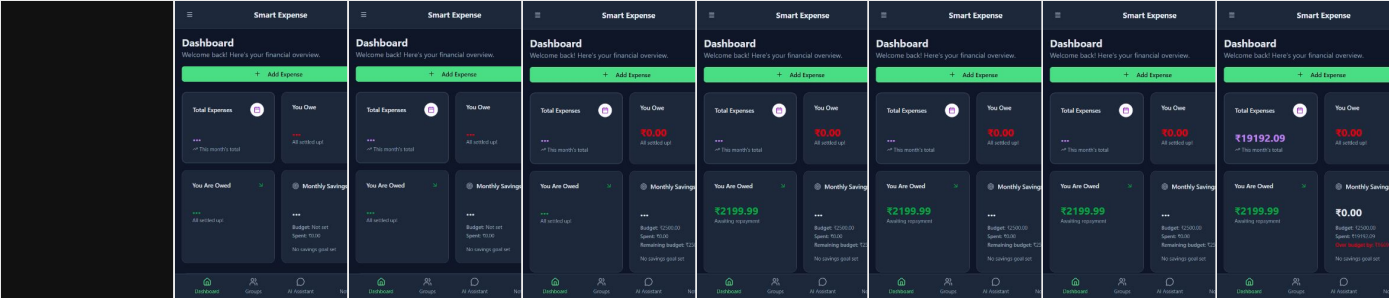 Smart Expense
Dashboard
Welcome back! Here's your financial overview.
+ Add Expense
Total Expenses
...
This month's total
You Owe
...
All settled up!
You Are Owed
...
All settled up!
Monthly Savings
...
Budget: Not set
Spent: ₹0.00
No savings goal set
Dashboard Groups AI Assistant
Smart Expense
Dashboard
Welcome back! Here's your financial overview.
+ Add Expense
Total Expenses
...
This month's total
You Owe
...
All settled up!
You Are Owed
...
All settled up!
Monthly Savings
...
Budget: Not set
Spent: ₹0.00
No savings goal set
Dashboard Groups AI Assistant
Smart Expense
Dashboard
Welcome back! Here's your financial overview.
+ Add Expense
Total Expenses
...
This month's total
You Owe
₹0.00
All settled up!
You Are Owed
...
All settled up!
Monthly Savings
...
Budget: ₹2500.00
Spent: ₹0.00
Remaining budget:
No savings goal set
Dashboard Groups AI Assistant
Smart Expense
Dashboard
Welcome back! Here's your financial overview.
+ Add Expense
Total Expenses
...
This month's total
You Owe
₹0.00
All settled up!
You Are Owed
₹2199.99
Awaiting repayment
Monthly Savings
...
Budget: ₹2500.00
Spent: ₹0.00
Remaining budget:
No savings goal set
Dashboard Groups AI Assistant
Smart Expense
Dashboard
Welcome back! Here's your financial overview.
+ Add Expense
Total Expenses
...
This month's total
You Owe
₹0.00
All settled up!
You Are Owed
₹2199.99
Awaiting repayment
Monthly Savings
...
Budget: ₹2500.00
Spent: ₹0.00
Remaining budget:
No savings goal set
Dashboard Groups AI Assistant
Smart Expense
Dashboard
Welcome back! Here's your financial overview.
+ Add Expense
Total Expenses
...
This month's total
You Owe
₹0.00
All settled up!
You Are Owed
₹2199.99
Awaiting repayment
Monthly Savings
...
Budget: ₹2500.00
Spent: ₹0.00
Remaining budget:
No savings goal set
Dashboard Groups AI Assistant
Smart Expense
Dashboard
Welcome back! Here's your financial overview.
+ Add Expense
Total Expenses
₹19192.09
This month's total
You Owe
₹0.00
All settled up!
You Are Owed
₹2199.99
Awaiting repayment
Monthly Savings
₹0.00
Budget: ₹2500.00
Spent: ₹19192.09
Over budget by:
No savings goal set
Dashboard Groups AI Assistant